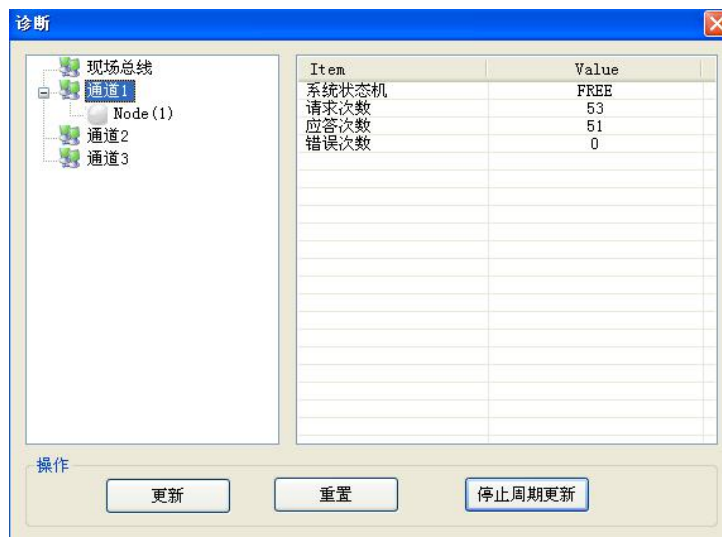 诊断
现场总线
通道1
Node(1)
通道2
通道3
Item Value
系统状态机 FREE
请求次数 53
应答次数 51
错误次数 0
操作
更新 重置 停止周期更新